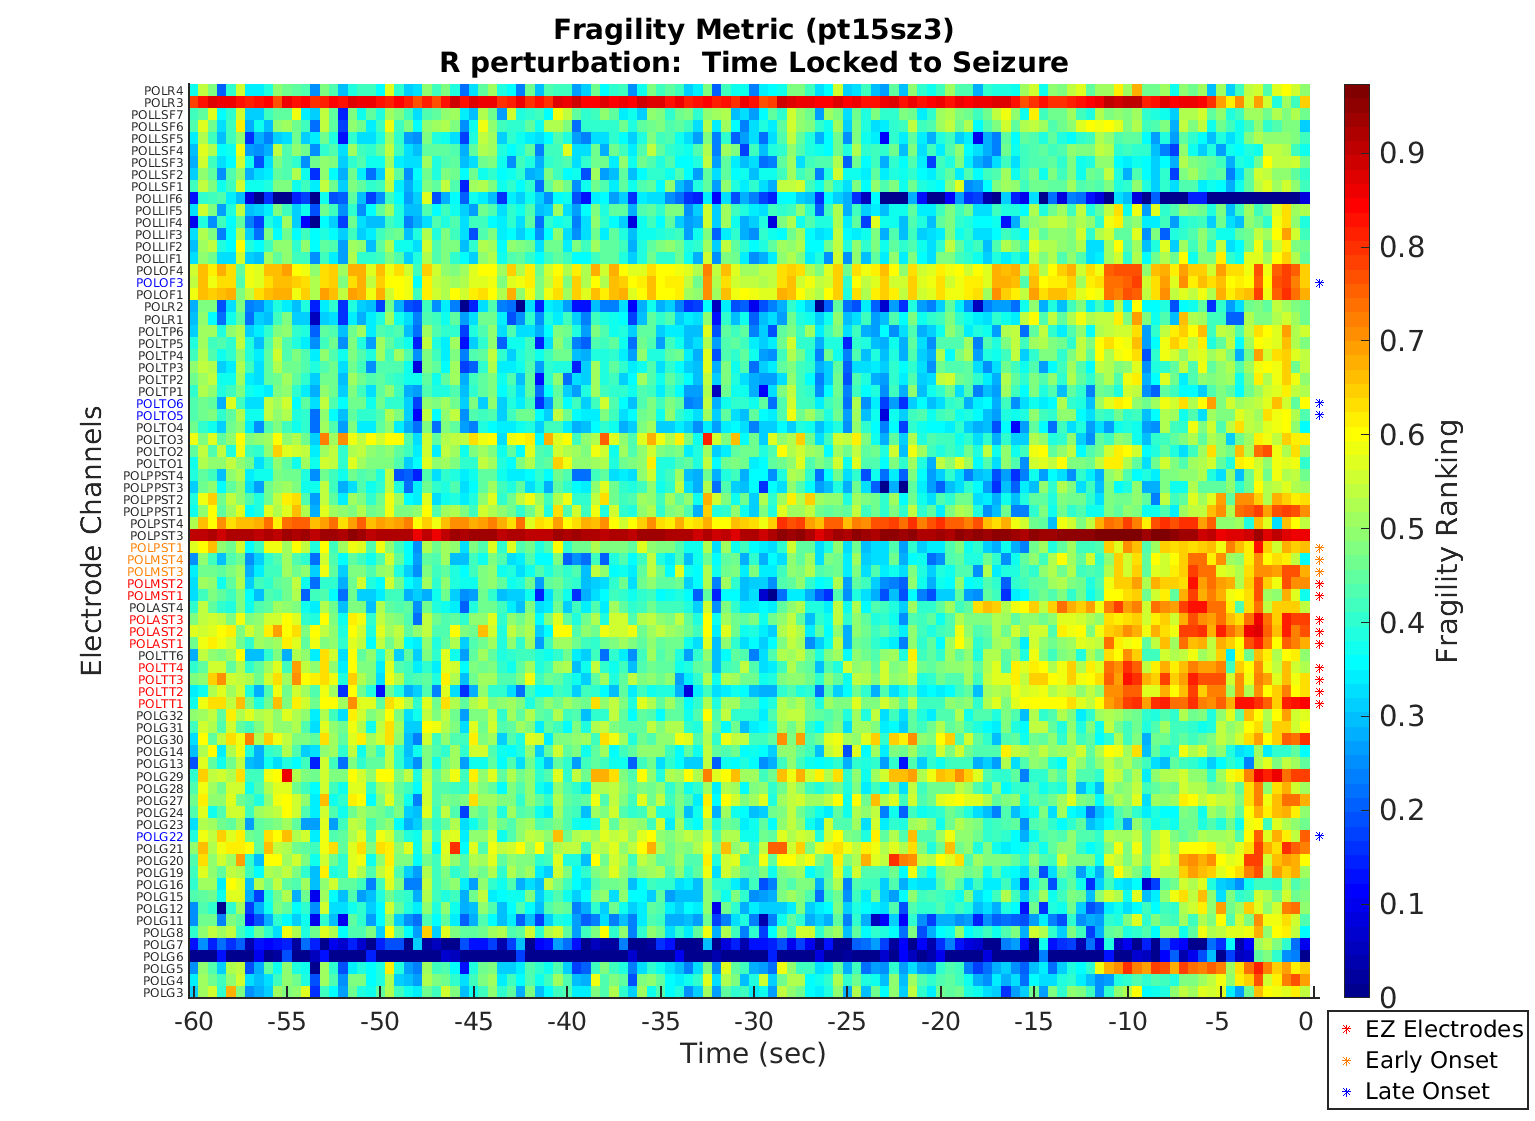 Fragility Metric (pt15sz3)
R perturbation:  Time Locked to Seizure
Electrode Channels
POLR4
POLR3
POLLSF7
POLLSF6
POLLSF5
POLLSF4
POLLSF3
POLLSF2
POLLSF1
POLLIF6
POLLIF5
POLLIF4
POLLIF3
POLLIF2
POLLIF1
POLOF4
POLOF3
POLOF1
POLR2
POLR1
POLTP6
POLTP5
POLTP4
POLTP3
POLTP2
POLTP1
POLTO6
POLTO5
POLTO4
POLTO3
POLTO2
POLTO1
POLPPST4
POLPPST3
POLPPST2
POLPPST1
POLPST4
POLPST3
POLPST1
POLMST4
POLMST3
POLMST2
POLMST1
POLAST4
POLAST3
POLAST2
POLAST1
POLTT6
POLTT4
POLTT3
POLTT2
POLTT1
POLG32
POLG31
POLG30
POLG14
POLG13
POLG29
POLG28
POLG27
POLG24
POLG23
POLG22
POLG21
POLG20
POLG19
POLG16
POLG15
POLG12
POLG11
POLG8
POLG7
POLG6
POLG5
POLG4
POLG3
-60 -55 -50 -45 -40 -35 -30 -25 -20 -15 -10 -5 0
Time (sec)
0.9
0.8
0.7
0.6
0.5
0.4
0.3
0.2
0.1
0
Fragility Ranking
EZ Electrodes
Early Onset
Late Onset